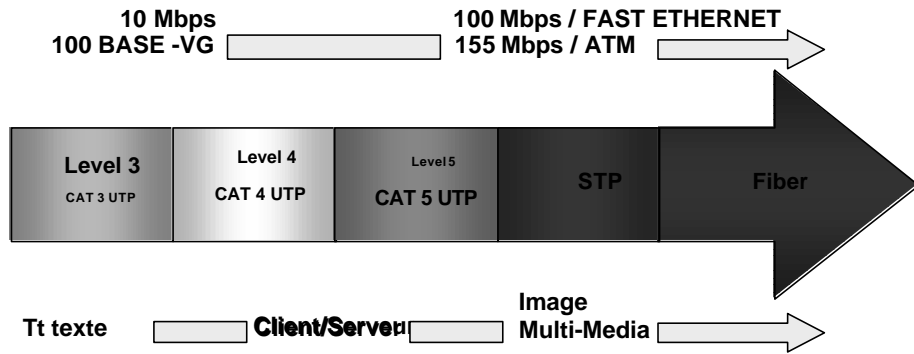 10 Mbps
100 BASE -VG
100 Mbps / FAST ETHERNET
155 Mbps / ATM
Level 3
CAT 3 UTP
Level 4
CAT 4 UTP
Level 5
CAT 5 UTP
STP
Fiber
Tt texte
Client/Server
Image
Multi-Media